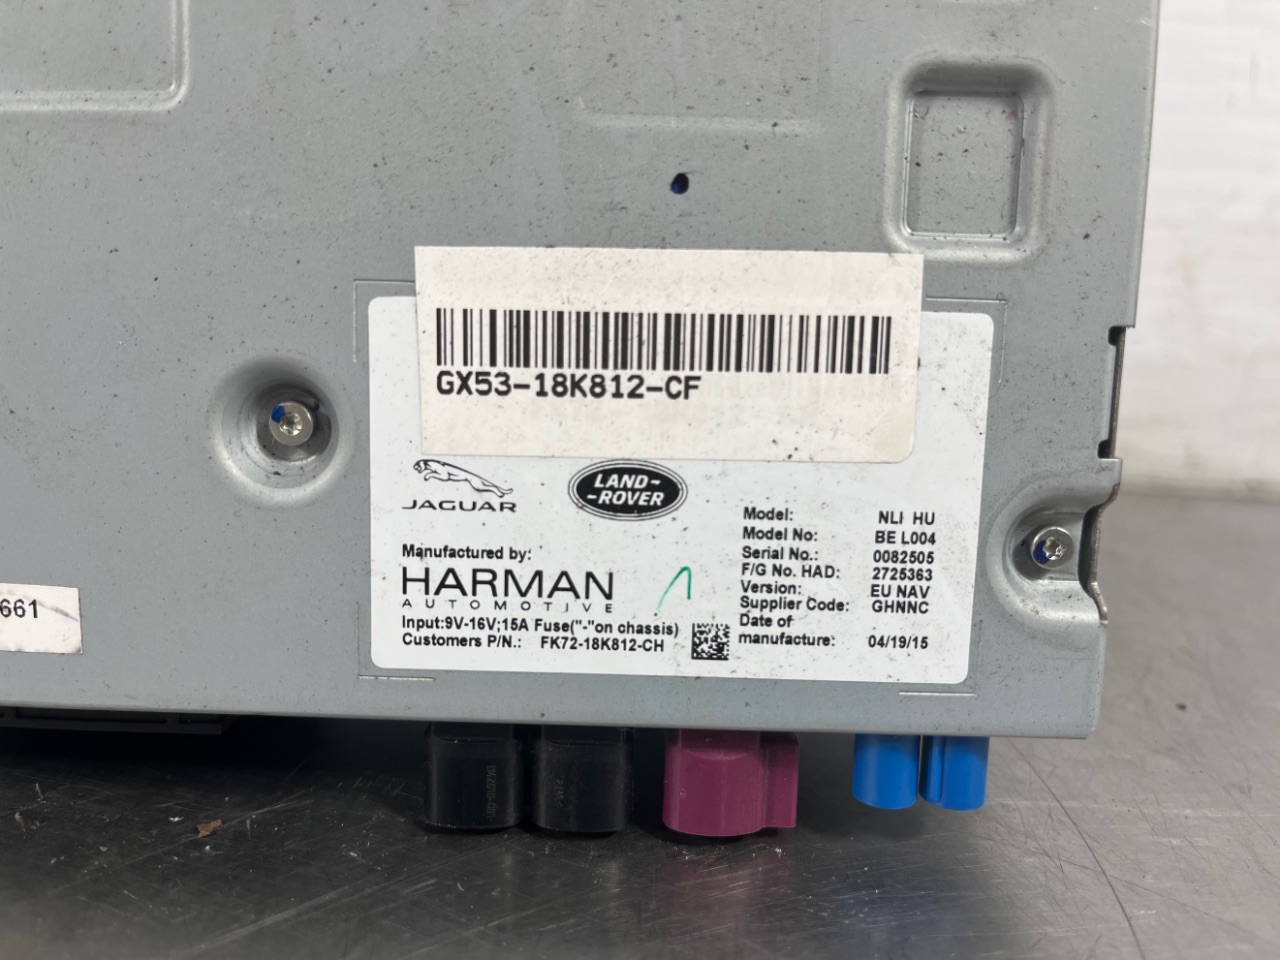 GX53-18K812-CF
JAGUAR
LAND-
-ROVER
Manufactured by:
HARMAN
AUTOMOTIVE
Input:9V-16V;15A Fuse("-"on chassis)
Customers P/N.: FK72-18K812-CH
Model: NLI HU
Model No: BE L004
Serial No.: 0082505
F/G No. HAD: 2725363
Version: EU NAV
Supplier Code: GHNNC
Date of
manufacture: 04/19/15
661